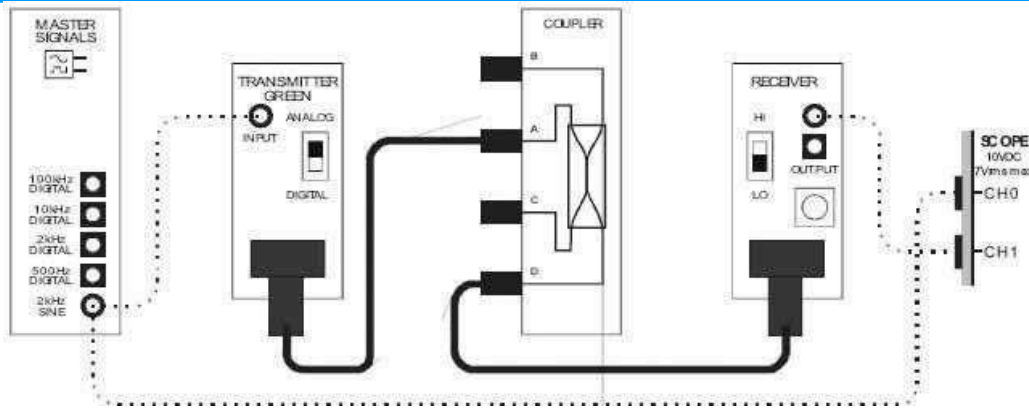 MASTER
SIGNALS
100kHz
DIGITAL
10kHz
DIGITAL
2kHz
DIGITAL
500Hz
DIGITAL
2kHz
SINE
TRANSMITTER
GREEN
ANALOG
INPUT
DIGITAL
COUPLER
B
A
C
D
RECEIVER
HI
OUTPUT
LO
SCOPE
10VDC
7Vrms max
CH0
CH1